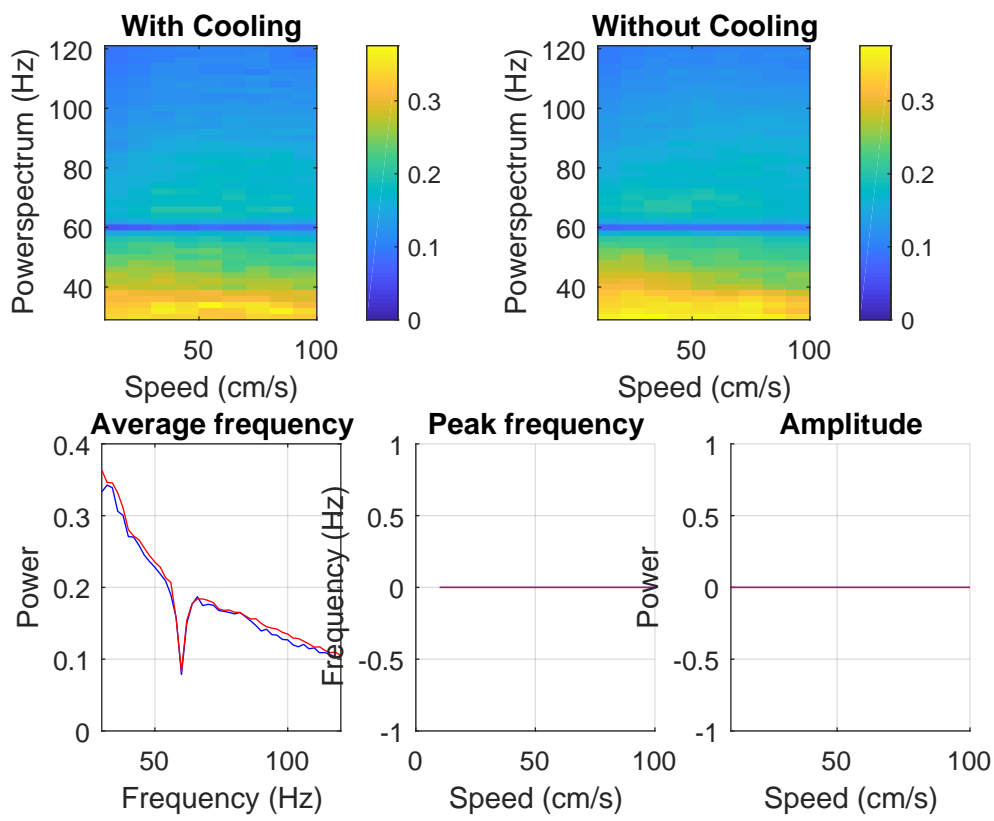 With Cooling
Powerspectrum (Hz)
120
100
80
60
40
50
100
Speed (cm/s)
0.3
0.2
0.1
0
Without Cooling
Powerspectrum (Hz)
120
100
80
60
40
50
100
Speed (cm/s)
0.3
0.2
0.1
0
Average frequency
Power
0.4
0.3
0.2
0.1
0
50
100
Frequency (Hz)
Peak frequency
Frequency (Hz)
1
0.5
0
-0.5
-1
0
50
100
Speed (cm/s)
Amplitude
Power
1
0.5
0
-0.5
-1
50
100
Speed (cm/s)